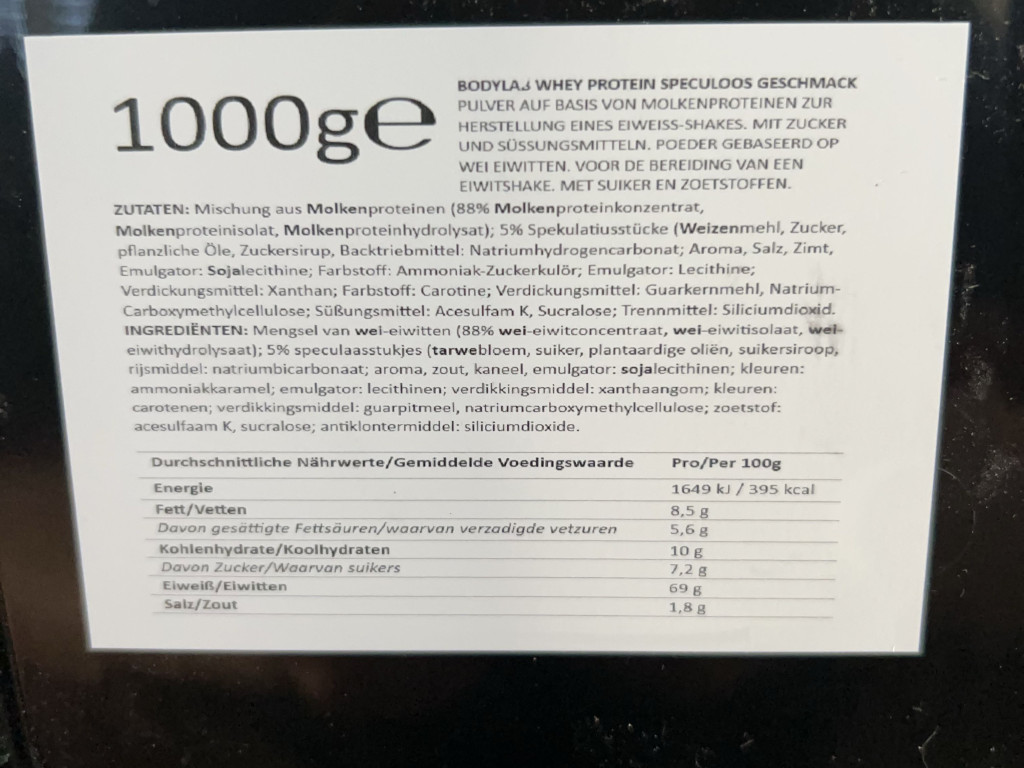 1000g℮
BODYLAB WHEY PROTEIN SPECULOOS GESCHMACK
PULVER AUF BASIS VON MOLKENPROTEINEN ZUR
HERSTELLUNG EINES EIWEISS-SHAKES. MIT ZUCKER
UND SÜSSUNGSMITTELN. POEDER GEBASEERD OP
WEI EIWITTEN. VOOR DE BEREIDING VAN EEN
EIWITSHAKE. MET SUIKER EN ZOETSTOFFEN.
ZUTATEN: Mischung aus Molkenproteinen (88% Molkenproteinkonzentrat,
Molkenproteinisolat, Molkenproteinhydrolysat); 5% Spekulatiusstücke (Weizenmehl, Zucker,
pflanzliche Öle, Zuckersirup, Backtriebmittel: Natriumhydrogencarbonat; Aroma, Salz, Zimt,
Emulgator: Sojalecithine; Farbstoff: Ammoniak-Zuckerkulör; Emulgator: Lecithine;
Verdickungsmittel: Xanthan; Farbstoff: Carotine; Verdickungsmittel: Guarkernmehl, Natrium-
Carboxymethylcellulose; Süßungsmittel: Acesulfam K, Sucralose; Trennmittel: Siliciumdioxid.
INGREDIËNTEN: Mengsel van wei-eiwitten (88% wei-eiwitconcentraat, wei-eiwitisolaat, wei-
eiwithydrolysaat); 5% speculaasstukjes (tarwebloem, suiker, plantaardige oliën, suikersiroop,
rijsmiddel: natriumbicarbonaat; aroma, zout, kaneel, emulgator: sojalecithinen; kleuren:
ammoniakkaramel; emulgator: lecithinen; verdikkingsmiddel: xanthaangom; kleuren:
carotenen; verdikkingsmiddel: guarpitmeel, natriumcarboxymethylcellulose; zoetstof:
acesulfaam K, sucralose; antiklontermiddel: siliciumdioxide.
Durchschnittliche Nährwerte/Gemiddelde Voedingswaarde Pro/Per 100g
Energie 1649 kJ / 395 kcal
Fett/Vetten 8,5 g
Davon gesättigte Fettsäuren/waarvan verzadigde vetzuren 5,6 g
Kohlenhydrate/Koolhydraten 10 g
Davon Zucker/Waarvan suikers 7,2 g
Eiweiß/Eiwitten 69 g
Salz/Zout 1,8 g